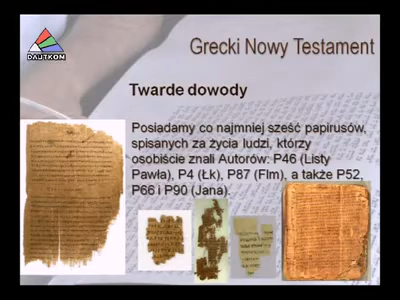 DAUTKOM
Grecki Nowy Testament
Twarde dowody
Posiadamy co najmniej sześć papirusów,
spisanych za życia ludzi, którzy
osobiście znali Autorów: P46 (Listy
Pawła), P4 (Łk), P87 (Flm), a także P52,
P66 i P90 (Jana).